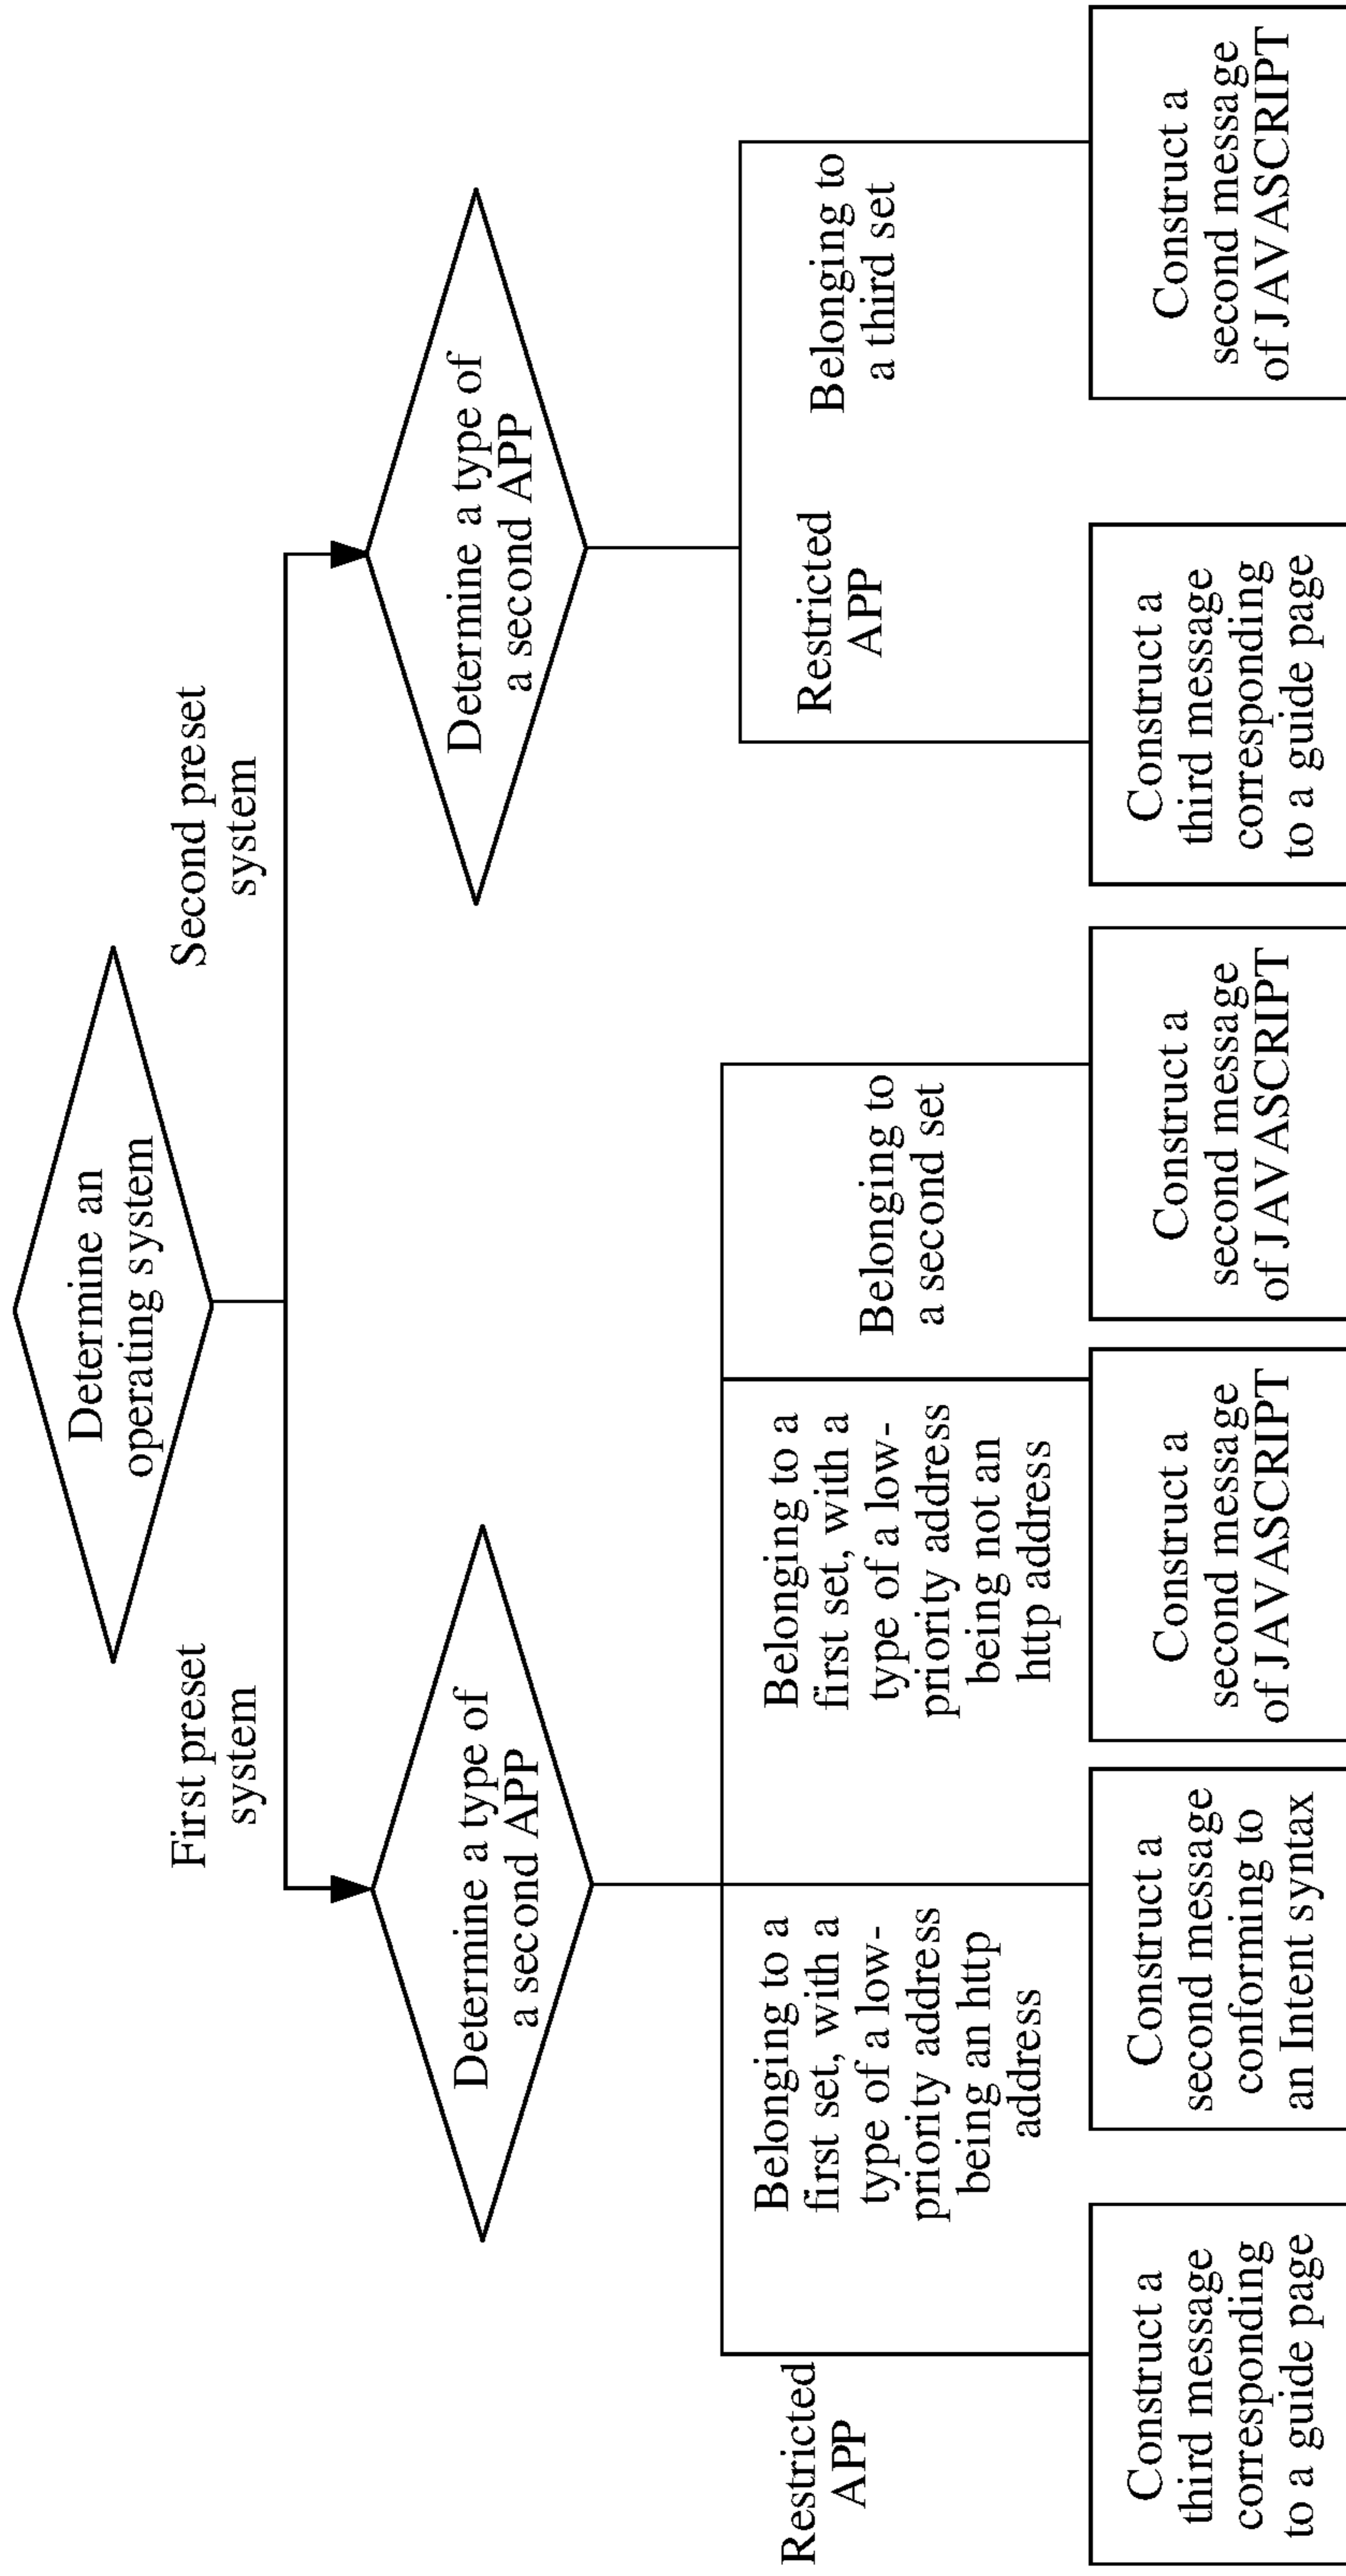 Determine an
operating system
First preset
system
Second preset
system
Determine a type of
a second APP
Determine a type of
a second APP
Restricted
APP
Belonging to a
first set, with a
type of a low-
priority address
being an http
address
Belonging to a
first set, with a
type of a low-
priority address
being not an
http address
Belonging to
a second set
Restricted
APP
Belonging to
a third set
Construct a
third message
corresponding
to a guide page
Construct a
second message
conforming to
an Intent syntax
Construct a
second message
of JAVASCRIPT
Construct a
second message
of JAVASCRIPT
Construct a
third message
corresponding
to a guide page
Construct a
second message
of JAVASCRIPT